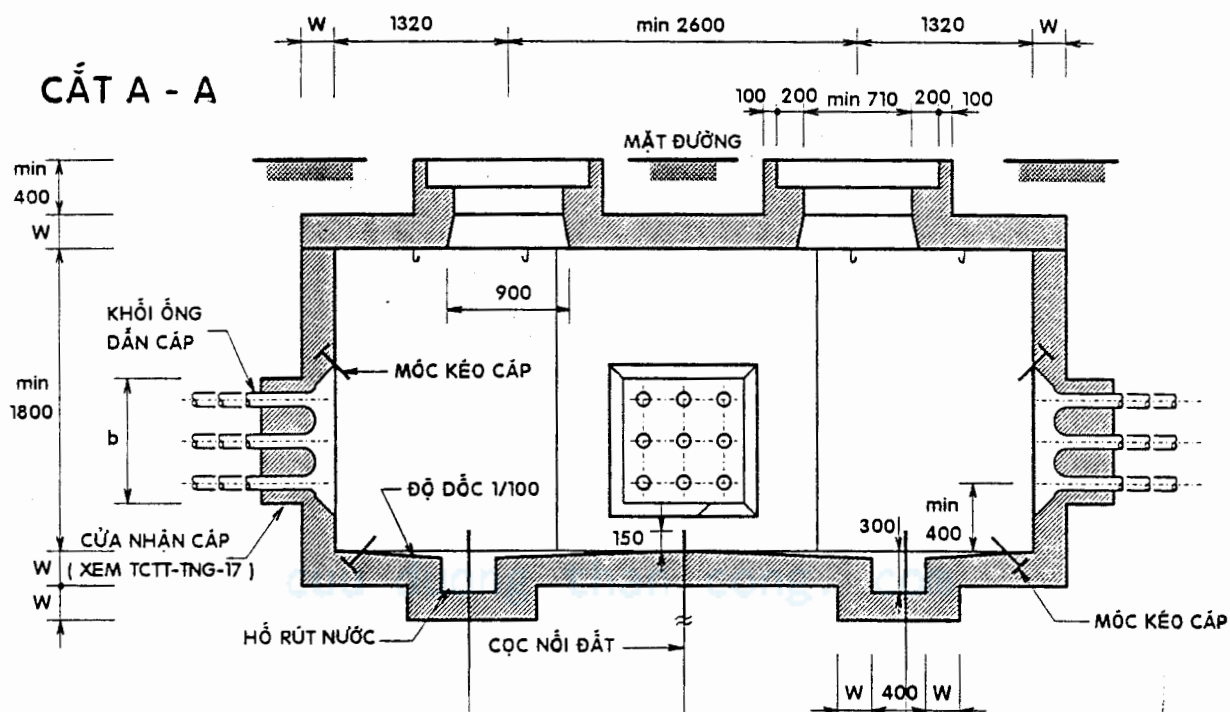 W 1320 min 2600 1320 W
CẮT A - A
100 200 min 710 200 100
MẶT ĐƯỜNG
min
400
W
900
KHỐI ỐNG
DẪN CÁP
MÓC KÉO CÁP
min
1800
b
ĐỘ DỐC 1/100
min
400
300
150
CỬA NHẬN CÁP
( XEM TCTT-TNG-17 )
W
W
HỐ RÚT NƯỚC
CỌC NỐI ĐẤT
MÓC KÉO CÁP
W 400 W